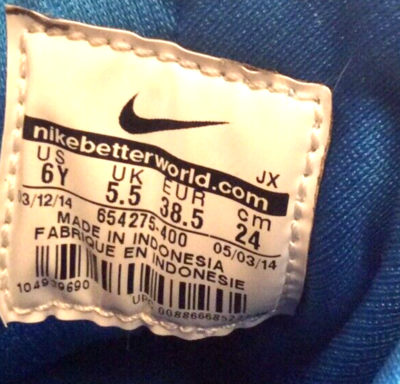 JX
nikebetterworld.com
US UK EUR cm
6Y 5.5 38.5 24
03/12/14 654275-400 05/03/14
MADE IN INDONESIA
FABRIQUE EN INDONESIE